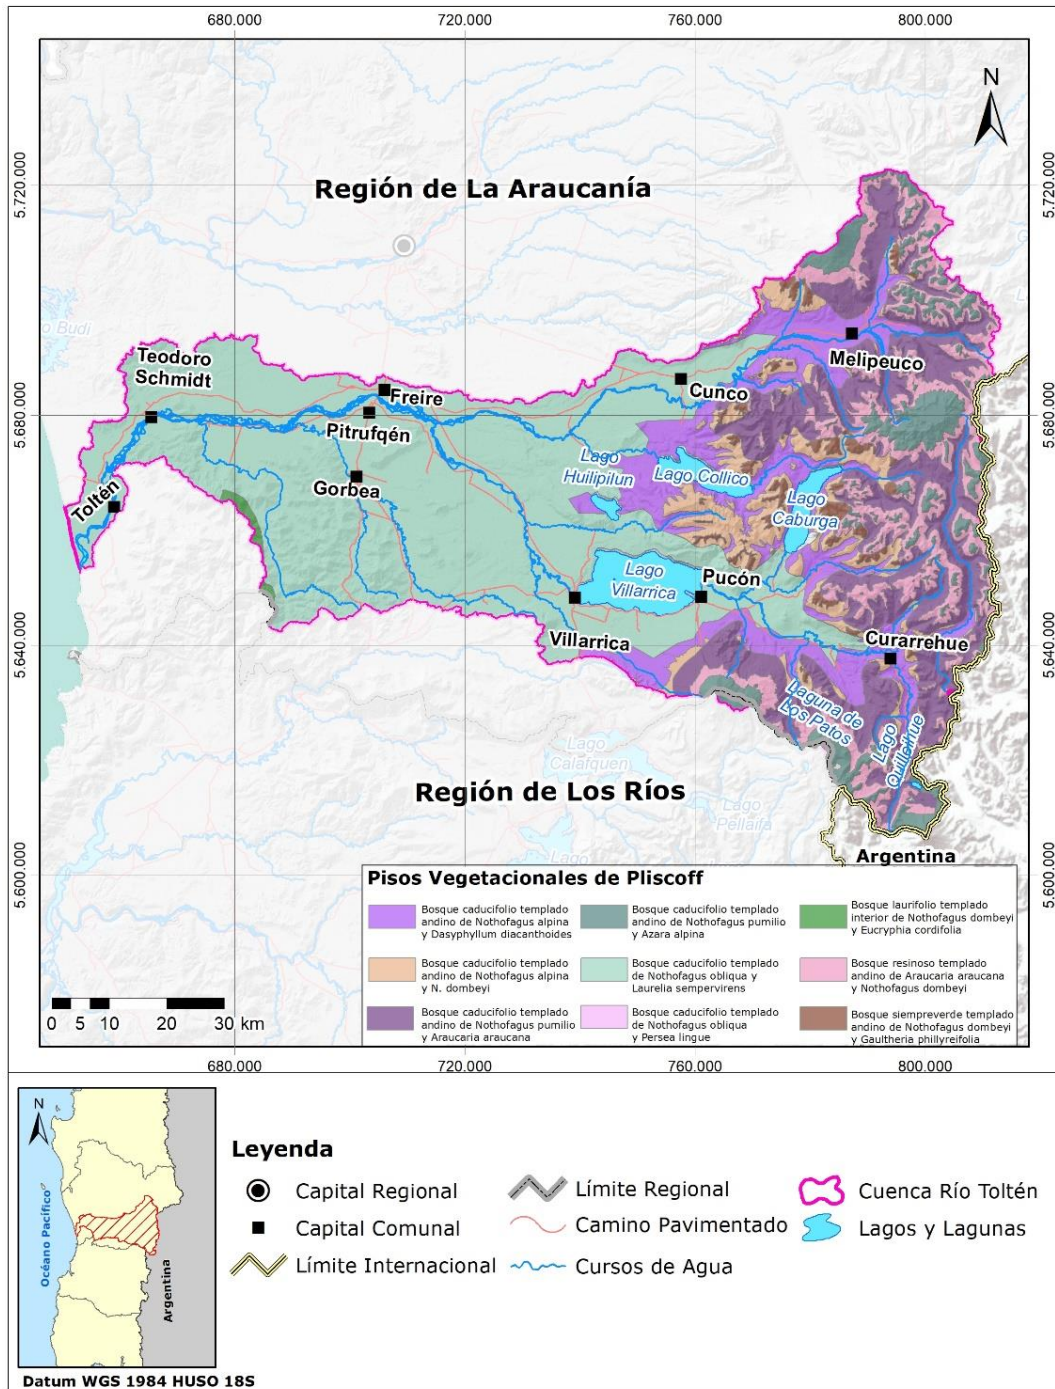 680.000
720.000
760.000
800.000
N
5.720.000
5.720.000
Región de La Araucanía
Budi
Teodoro
Schmidt
Melipeuco
Freire
Cunco
5.680.000
5.680.000
Pitrufqén
Lago
Huilipilun
Lago Collico
Gorbea
Toltén
Lago
Caburga
Lago
Villarrica
Pucón
Villarrica
Curarrehue
5.640.000
5.640.000
Laguna de
Los Patos
Lago
Quilleihue
Lago
Calafquen
Región de Los Ríos
Lago
Pellaifa
Lago
Argentina
5.600.000
5.600.000
Pisos Vegetacionales de Pliscoff
Bosque caducifolio templado
andino de Nothofagus alpina
y Dasyphyllum diacanthoides
Bosque caducifolio templado
andino de Nothofagus pumilio
y Azara alpina
Bosque laurifolio templado
interior de Nothofagus dombeyi
y Eucryphia cordifolia
Bosque caducifolio templado
andino de Nothofagus alpina
y N. dombeyi
Bosque caducifolio templado
de Nothofagus obliqua y
Laurelia sempervirens
Bosque resinoso templado
andino de Araucaria araucana
y Nothofagus dombeyi
Bosque caducifolio templado
andino de Nothofagus pumilio
y Araucaria araucana
Bosque caducifolio templado
de Nothofagus obliqua
y Persea lingue
Bosque siempreverde templado
andino de Nothofagus dombeyi
y Gaultheria phillyreifolia
0 5 10 20 30 km
680.000
720.000
760.000
800.000
N
Océano Pacífico
Argentina
Leyenda
Capital Regional
Límite Regional
Cuenca Río Toltén
Capital Comunal
Camino Pavimentado
Lagos y Lagunas
Límite Internacional
Cursos de Agua
Datum WGS 1984 HUSO 18S